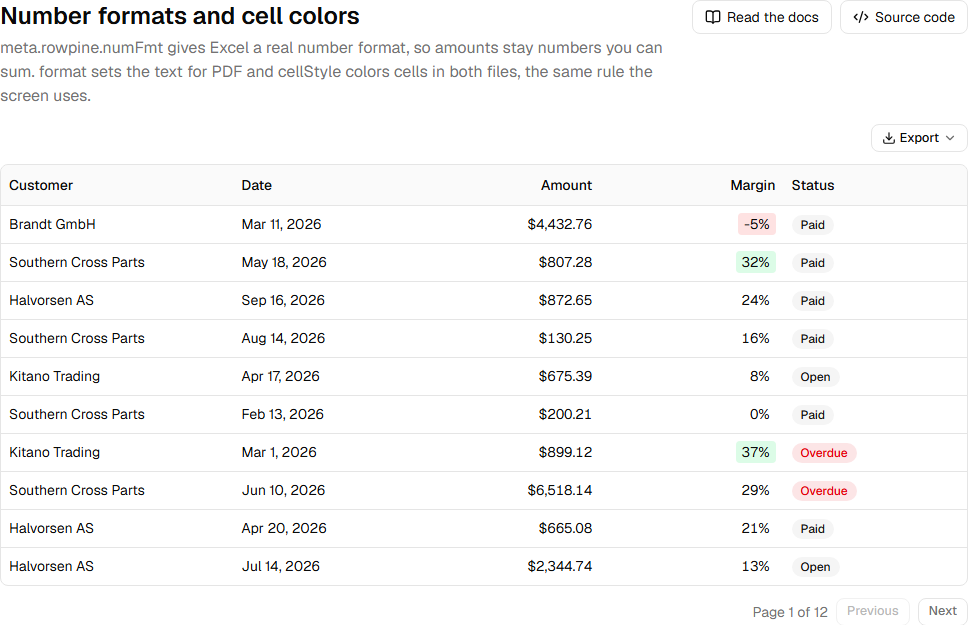 Number formats and cell colors
Read the docs
Source code
meta.rowpine.numFmt gives Excel a real number format, so amounts stay numbers you can
sum. format sets the text for PDF and cellStyle colors cells in both files, the same rule the
screen uses.
Export
Customer Date Amount Margin Status
Brandt GmbH Mar 11, 2026 $4,432.76 -5% Paid
Southern Cross Parts May 18, 2026 $807.28 32% Paid
Halvorsen AS Sep 16, 2026 $872.65 24% Paid
Southern Cross Parts Aug 14, 2026 $130.25 16% Paid
Kitano Trading Apr 17, 2026 $675.39 8% Open
Southern Cross Parts Feb 13, 2026 $200.21 0% Paid
Kitano Trading Mar 1, 2026 $899.12 37% Overdue
Southern Cross Parts Jun 10, 2026 $6,518.14 29% Overdue
Halvorsen AS Apr 20, 2026 $665.08 21% Paid
Halvorsen AS Jul 14, 2026 $2,344.74 13% Open
Page 1 of 12 Previous Next